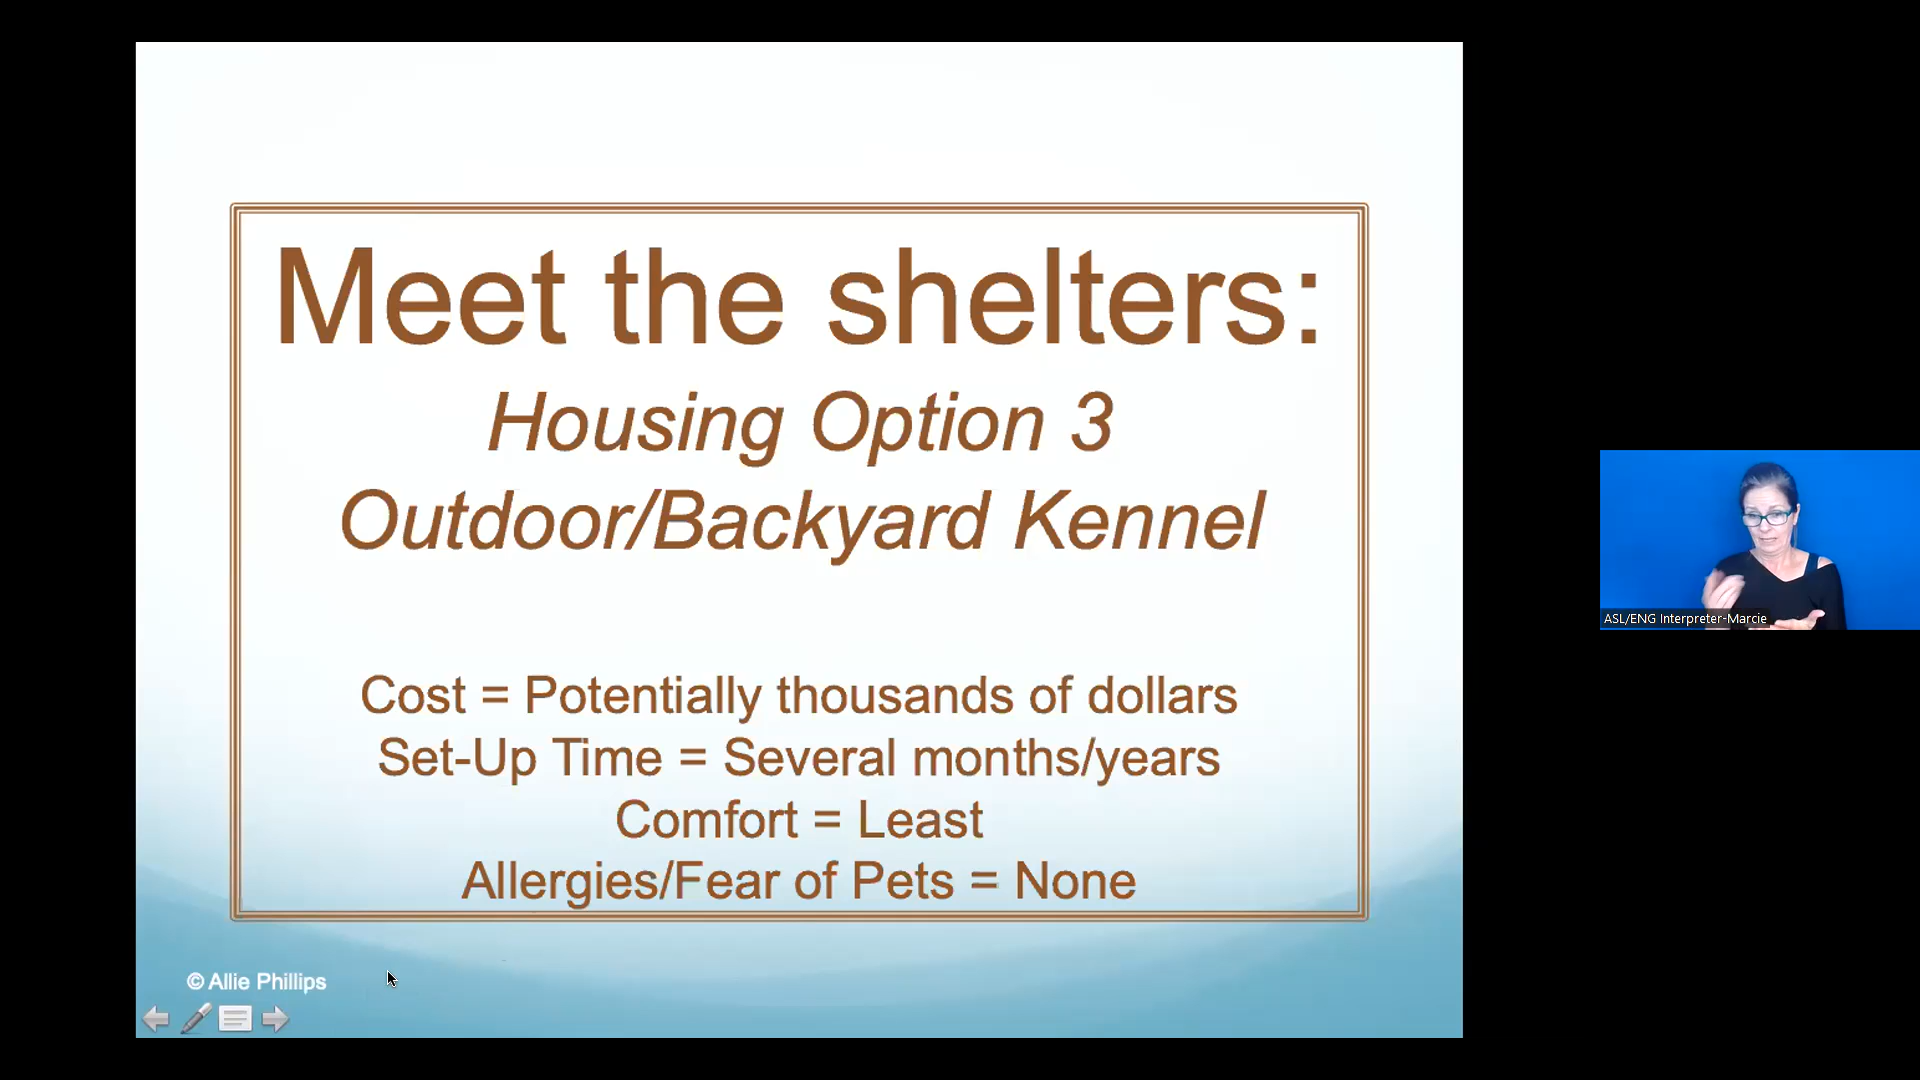 Meet the shelters:
Housing Option 3
Outdoor/Backyard Kennel
Cost = Potentially thousands of dollars
Set-Up Time = Several months/years
Comfort = Least
Allergies/Fear of Pets = None
© Allie Phillips
ASL/ENG Interpreter-Marcie